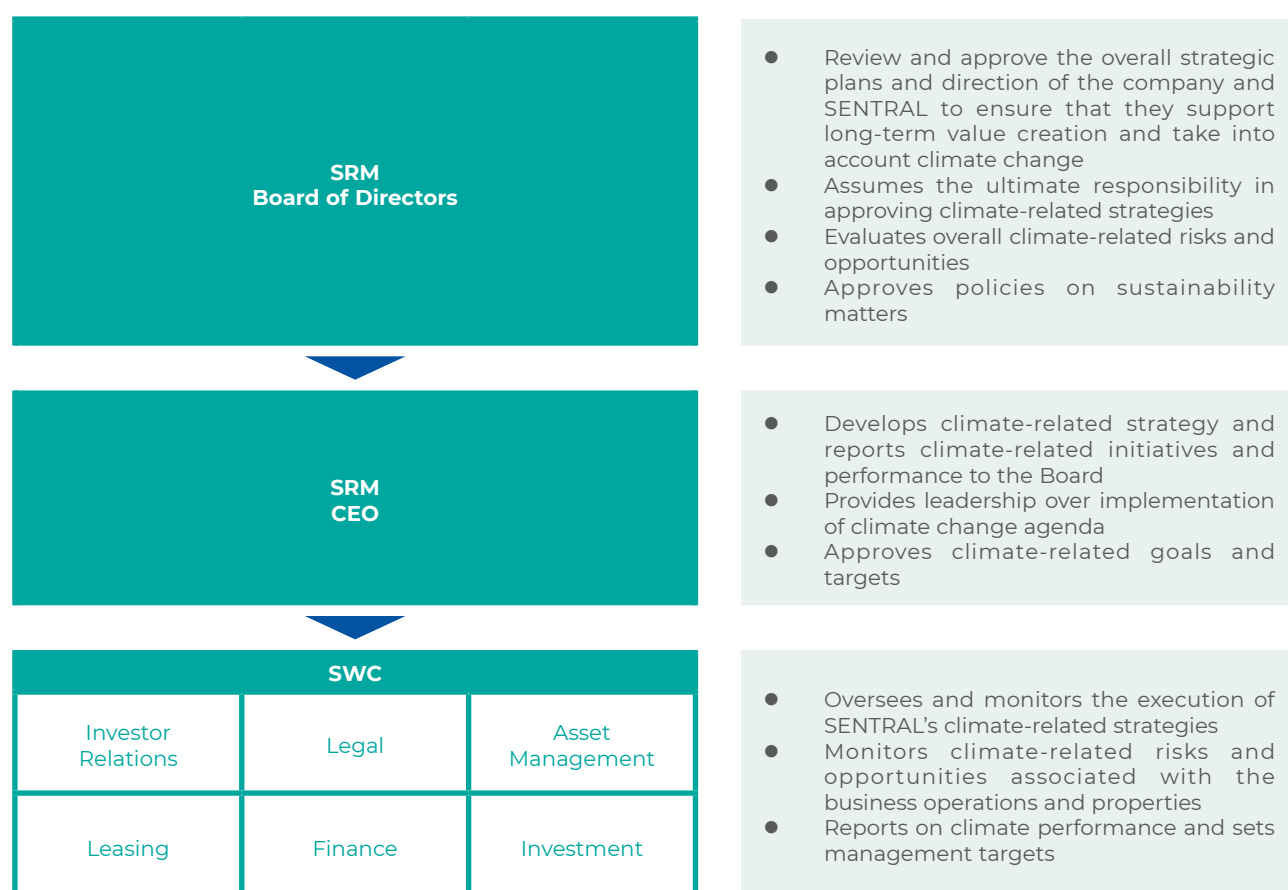 SRM
Board of Directors
● Review and approve the overall strategic
plans and direction of the company and
SENTRAL to ensure that they support
long-term value creation and take into
account climate change
● Assumes the ultimate responsibility in
approving climate-related strategies
● Evaluates overall climate-related risks and
opportunities
● Approves policies on sustainability
matters
SRM
CEO
● Develops climate-related strategy and
reports climate-related initiatives and
performance to the Board
● Provides leadership over implementation
of climate change agenda
● Approves climate-related goals and
targets
SWC
Investor
Relations
Legal
Asset
Management
Leasing
Finance
Investment
● Oversees and monitors the execution of
SENTRAL’s climate-related strategies
● Monitors climate-related risks and
opportunities associated with the
business operations and properties
● Reports on climate performance and sets
management targets